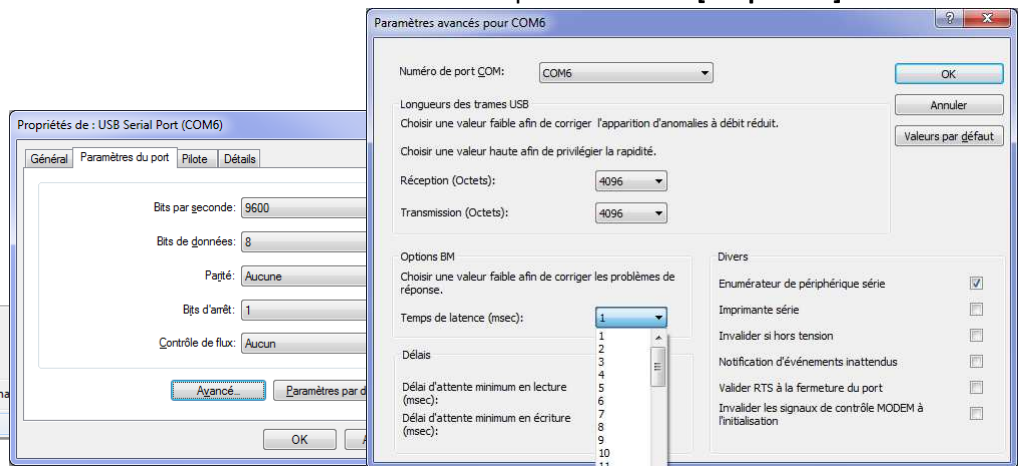 Paramètres avancés pour COM6
Numéro de port COM: COM6
OK
Annuler
Valeurs par défaut
Longueurs des trames USB
Choisir une valeur faible afin de corriger l'apparition d'anomalies à débit réduit.
Choisir une valeur haute afin de privilégier la rapidité.
Réception (Octets): 4096
Transmission (Octets): 4096
Options BM
Choisir une valeur faible afin de corriger les problèmes de
réponse.
Temps de latence (msec): 1
1
2
3
4
5
6
7
8
9
10
11
Délais
Délai d'attente minimum en lecture
(msec):
Délai d'attente minimum en écriture
(msec):
Divers
Enumérateur de périphérique série
Imprimante série
Invalider si hors tension
Notification d'événements inattendus
Valider RTS à la fermeture du port
Invalider les signaux de contrôle MODEM à
l'initialisation
Propriétés de : USB Serial Port (COM6)
Général Paramètres du port Pilote Détails
Bits par seconde: 9600
Bits de données: 8
Parité: Aucune
Bits d'arrêt: 1
Contrôle de flux: Aucun
Avancé... Paramètres par d
OK